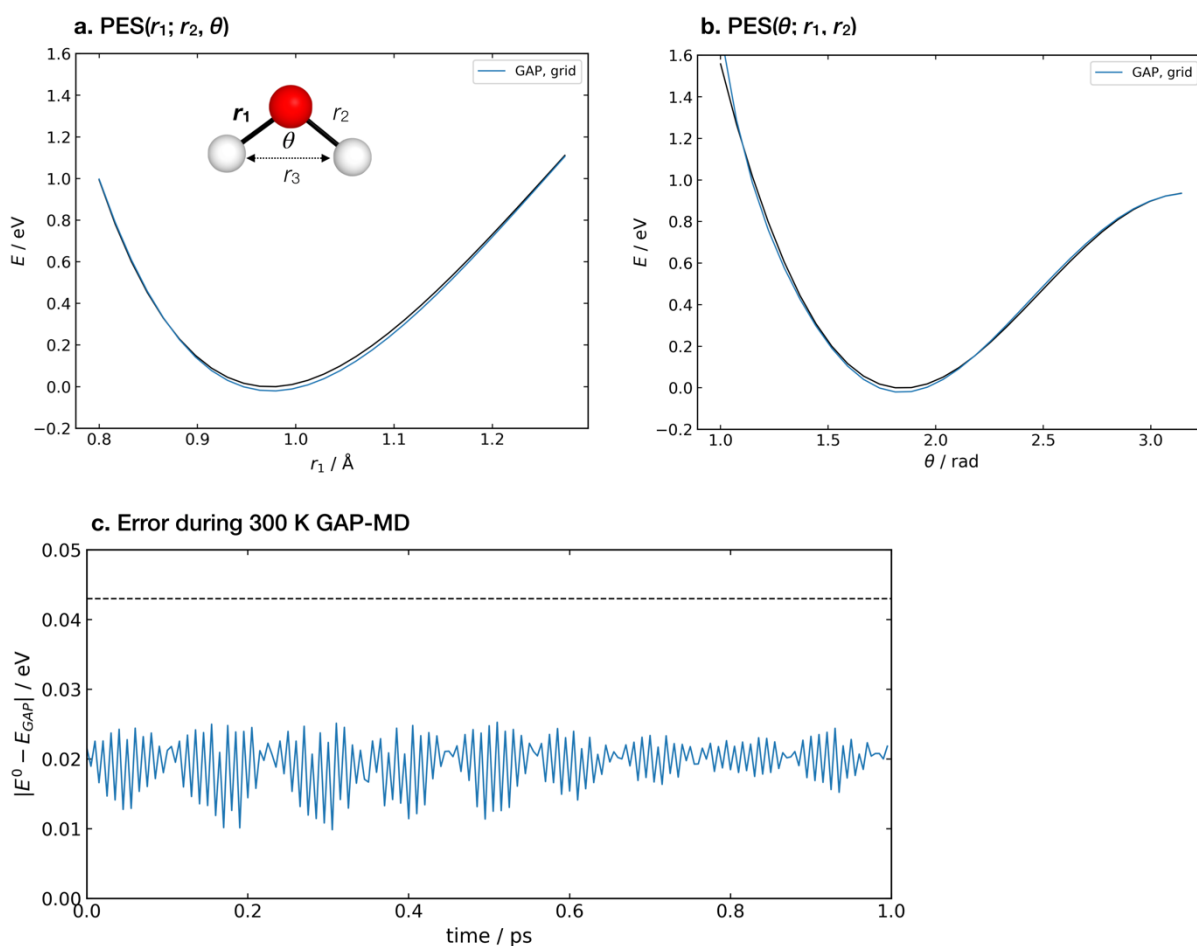 a. PES(r₁; r₂, θ)
1.6
1.4
1.2
1.0
0.8
0.6
0.4
0.2
0.0
−0.2
E / eV
GAP, grid
r₁
r₂
θ
r₃
0.8 0.9 1.0 1.1 1.2
r₁ / Å
b. PES(θ; r₁, r₂)
1.6
1.4
1.2
1.0
0.8
0.6
0.4
0.2
0.0
−0.2
E / eV
GAP, grid
1.0 1.5 2.0 2.5 3.0
θ / rad
c. Error during 300 K GAP-MD
0.05
0.04
0.03
0.02
0.01
0.00
|E⁰ − E_GAP| / eV
0.0 0.2 0.4 0.6 0.8 1.0
time / ps